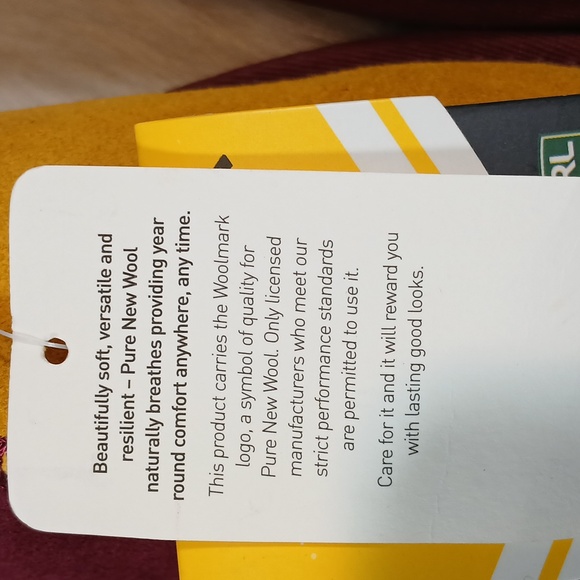 Beautifully soft, versatile and
resilient – Pure New Wool
naturally breathes providing year
round comfort anywhere, any time.
This product carries the Woolmark
logo, a symbol of quality for
Pure New Wool. Only licensed
manufacturers who meet our
strict performance standards
are permitted to use it.
Care for it and it will reward you
with lasting good looks.
RL